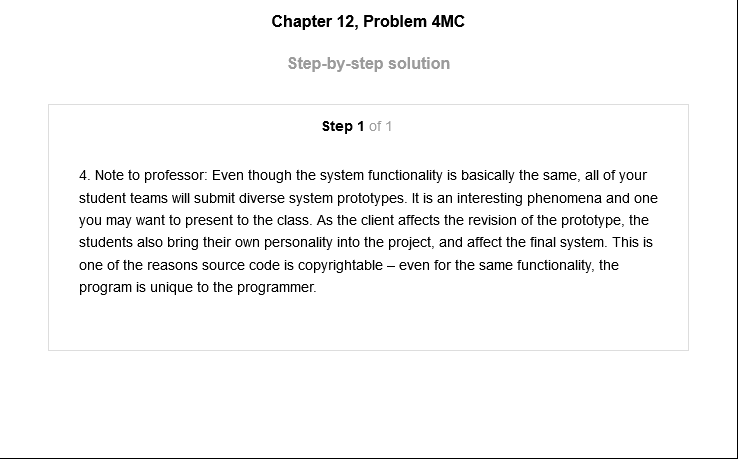 Chapter 12, Problem 4MC
Step-by-step solution
Step 1 of 1
4. Note to professor: Even though the system functionality is basically the same, all of your
student teams will submit diverse system prototypes. It is an interesting phenomena and one
you may want to present to the class. As the client affects the revision of the prototype, the
students also bring their own personality into the project, and affect the final system. This is
one of the reasons source code is copyrightable – even for the same functionality, the
program is unique to the programmer.